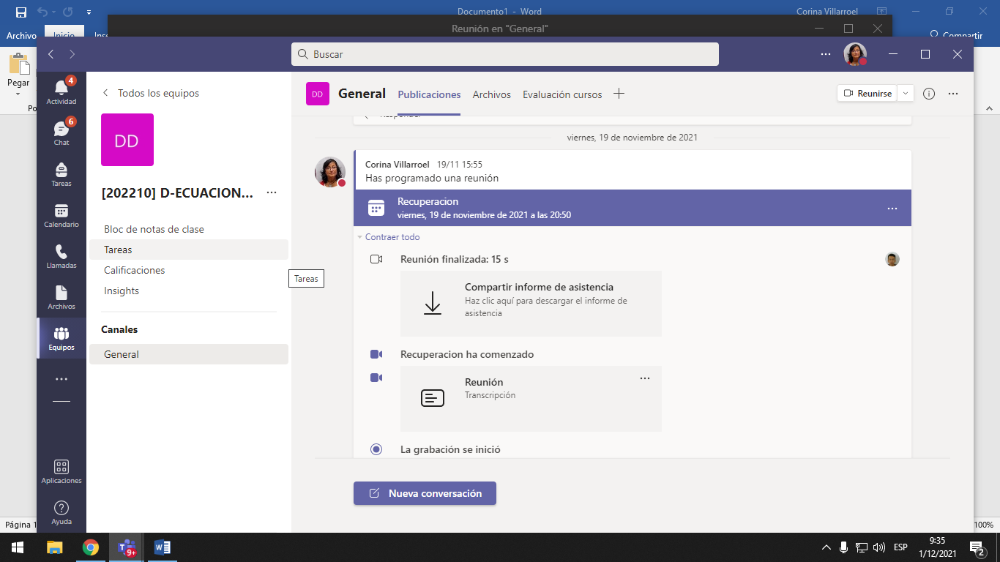 Documento1 - Word
Corina Villarroel
Archivo
Inicio
Reunión en "General"
Compartir
Pegar
Buscar
4
Actividad
6
Chat
Tareas
Calendario
Llamadas
Archivos
Equipos
Aplicaciones
Ayuda
Todos los equipos
DD
[202210] D-ECUACION...
Bloc de notas de clase
Tareas
Calificaciones
Insights
Tareas
Canales
General
DD
General
Publicaciones
Archivos
Evaluación cursos
Reunirse
Responder
viernes, 19 de noviembre de 2021
Corina Villarroel 19/11 15:55
Has programado una reunión
Recuperacion
viernes, 19 de noviembre de 2021 a las 20:50
Contraer todo
Reunión finalizada: 15 s
Compartir informe de asistencia
Haz clic aquí para descargar el informe de
asistencia
Recuperacion ha comenzado
Reunión
Transcripción
La grabación se inició
Nueva conversación
Página 1
100%
9+
ESP
9:35
1/12/2021
2